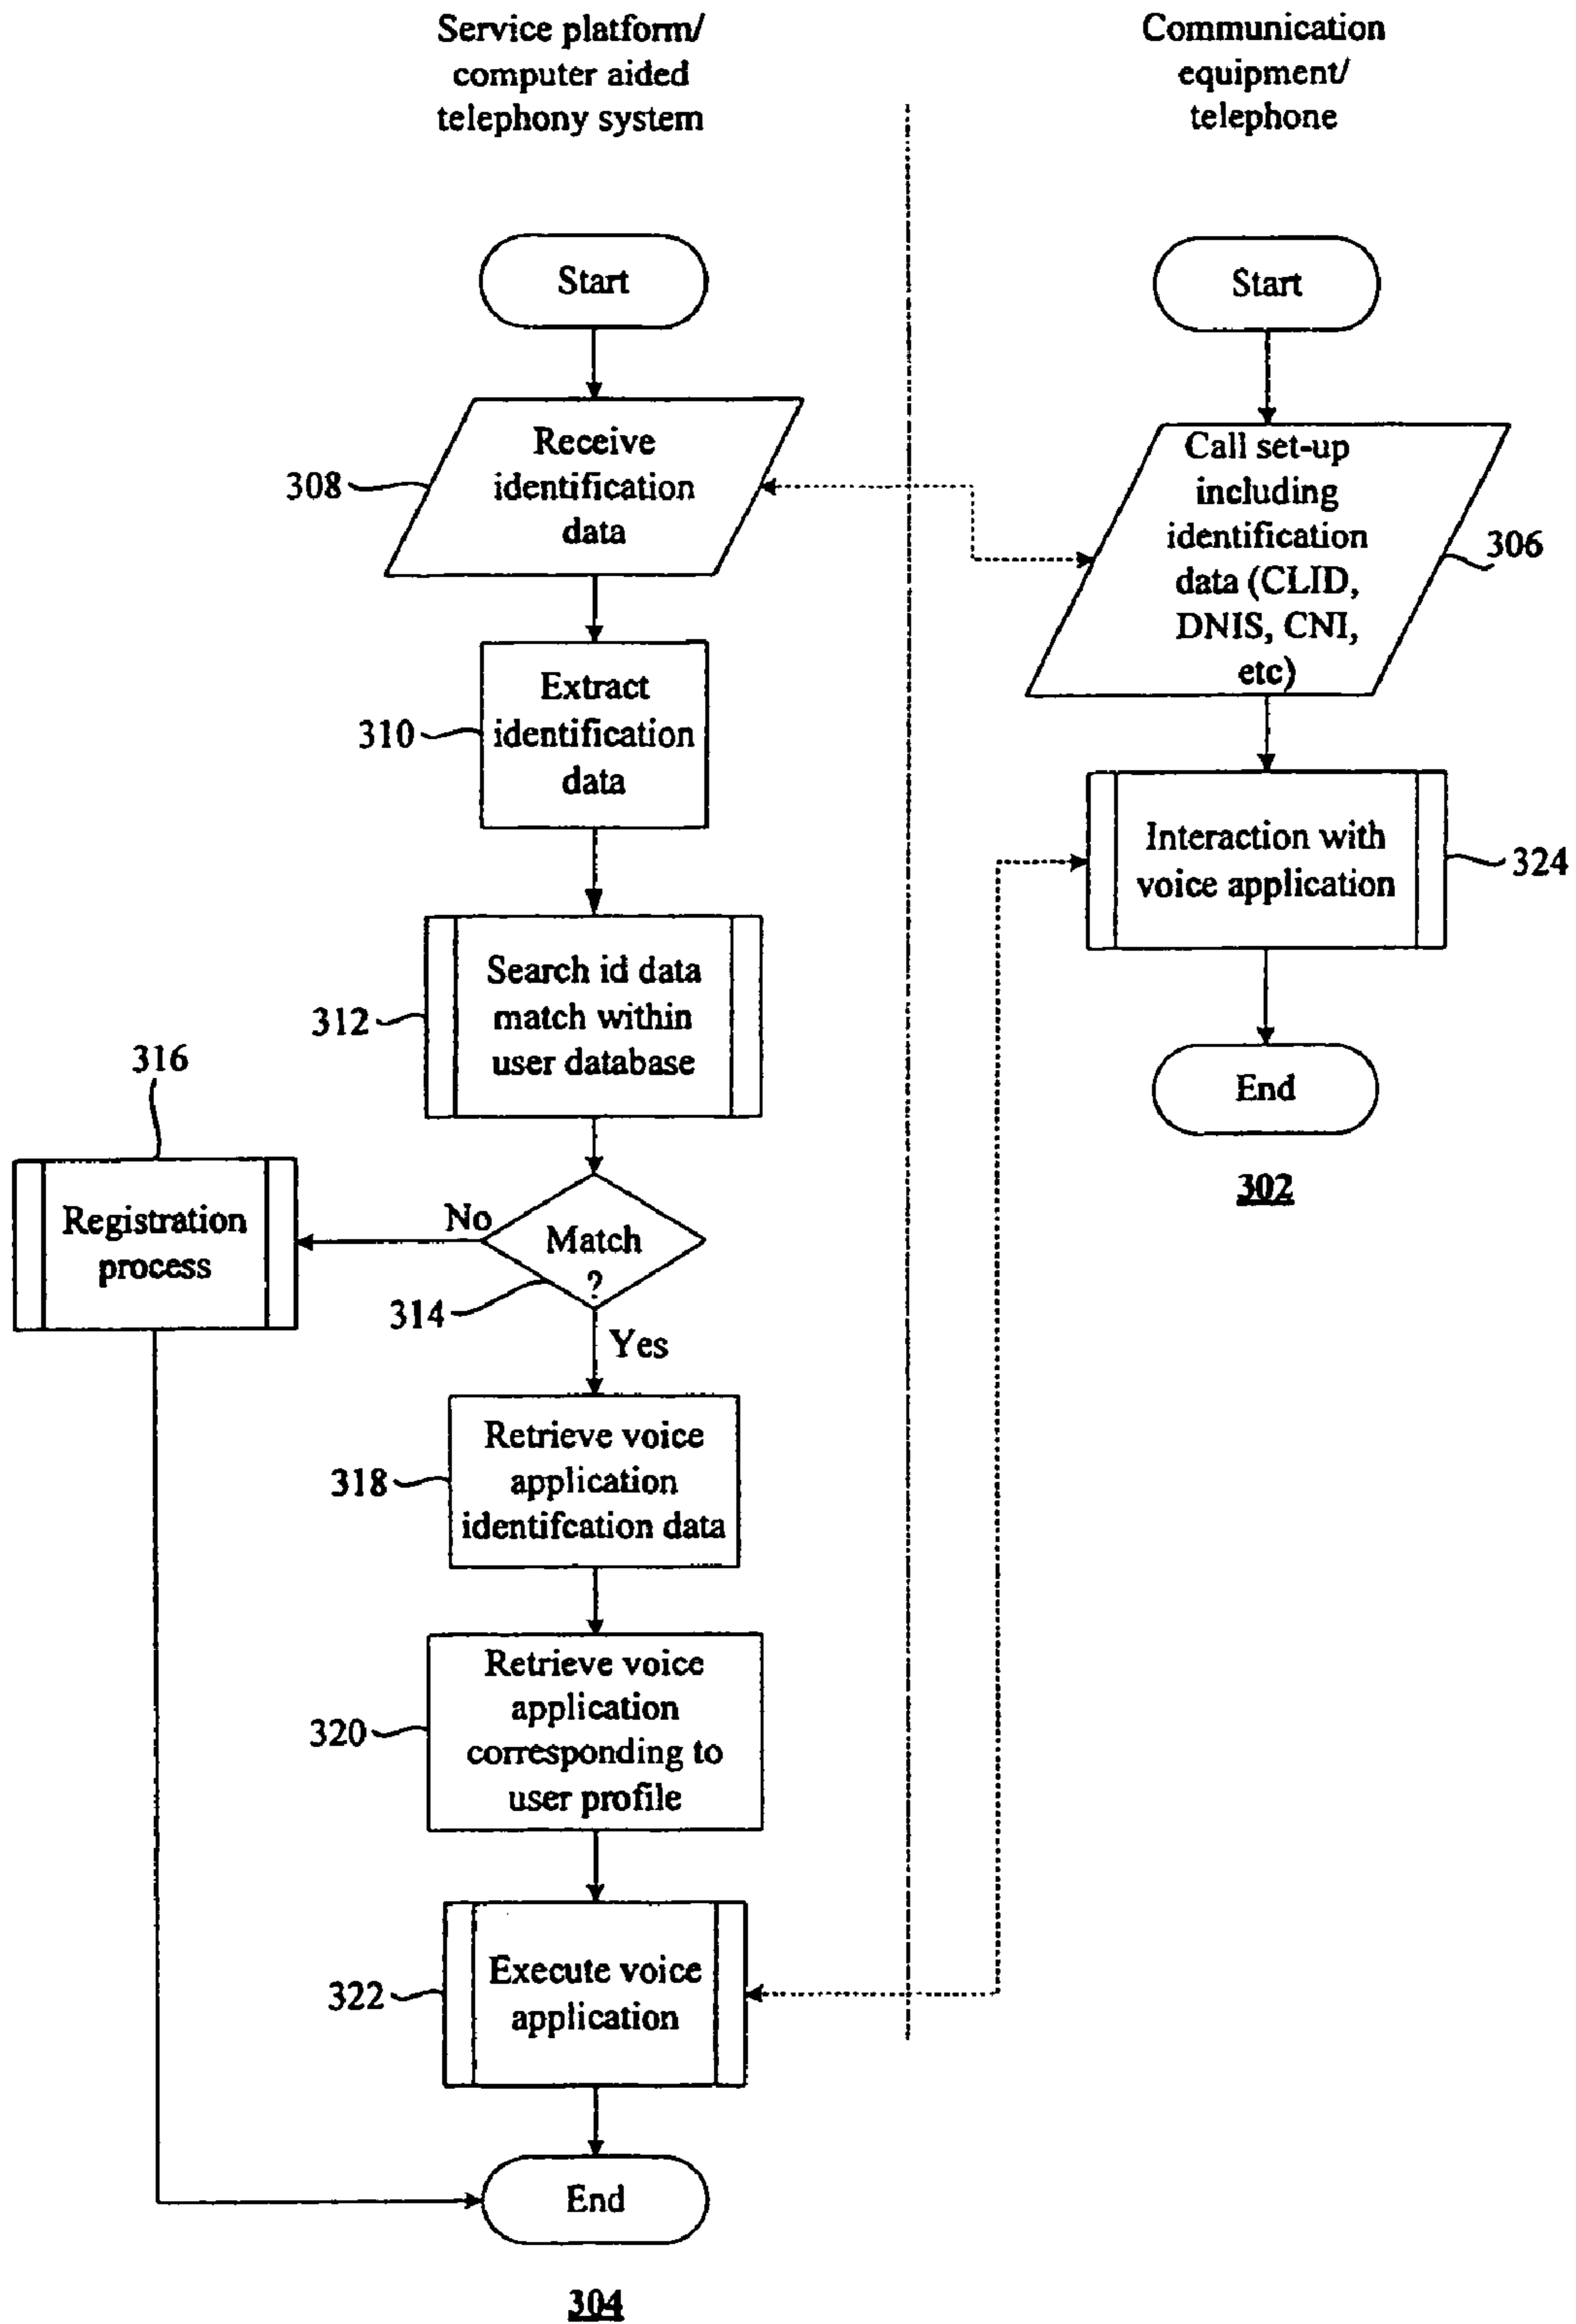 Service platform/
computer aided
telephony system
Communication
equipment/
telephone
Start
Start
Receive
identification
data
308
Call set-up
including
identification
data (CLID,
DNIS, CNI,
etc)
306
Extract
identification
data
310
Interaction with
voice application
324
Search id data
match within
user database
312
End
302
316
Registration
process
No
Match
?
314
Yes
Retrieve voice
application
identifcation data
318
Retrieve voice
application
corresponding to
user profile
320
Execute voice
application
322
End
304